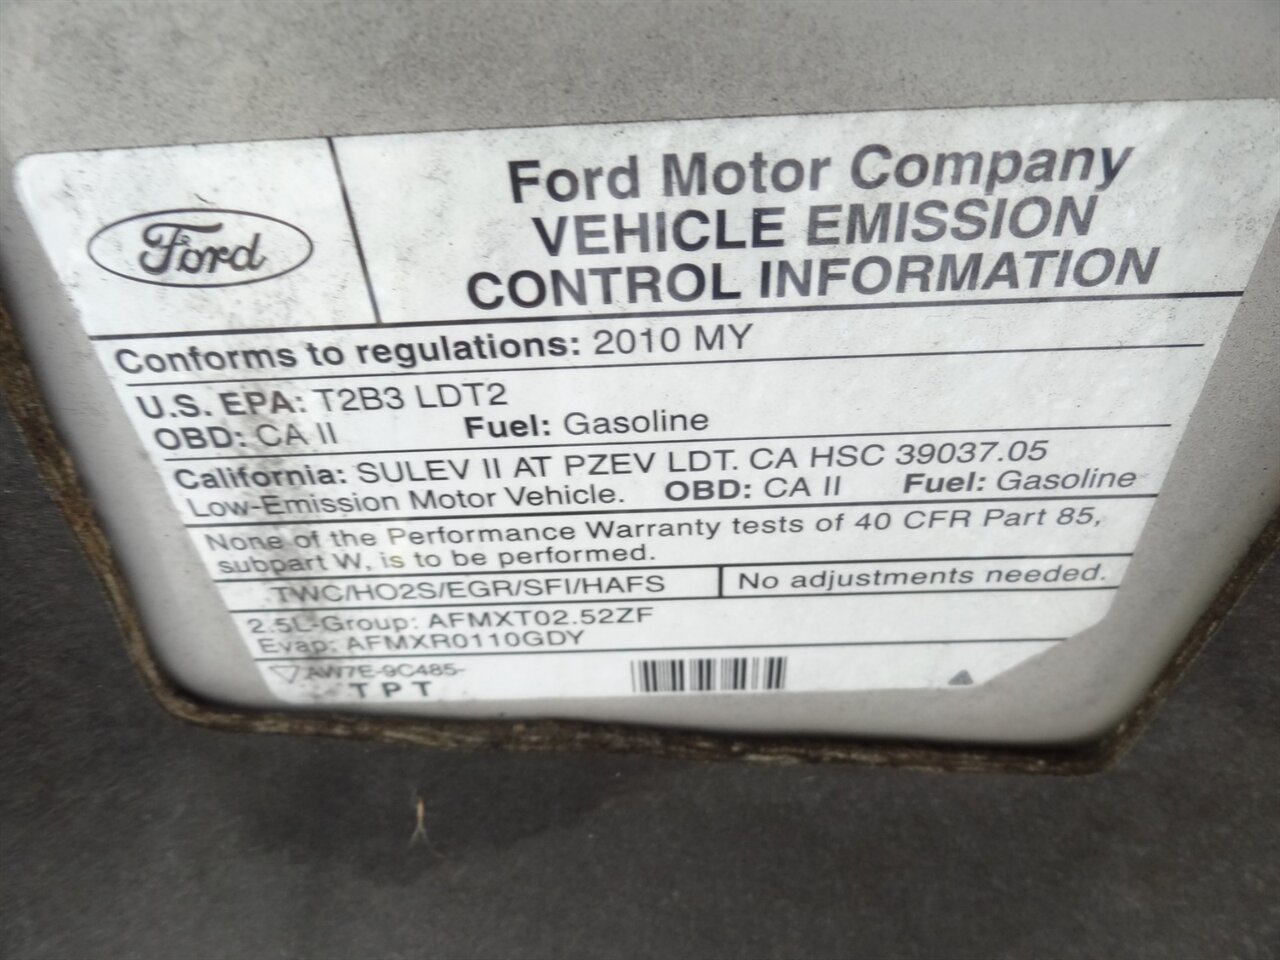 Ford
Ford Motor Company
VEHICLE EMISSION
CONTROL INFORMATION
Conforms to regulations: 2010 MY
U.S. EPA: T2B3 LDT2
OBD: CA II Fuel: Gasoline
California: SULEV II AT PZEV LDT. CA HSC 39037.05
Low-Emission Motor Vehicle. OBD: CA II Fuel: Gasoline
None of the Performance Warranty tests of 40 CFR Part 85,
subpart W, is to be performed.
TWC/HO2S/EGR/SFI/HAFS No adjustments needed.
2.5L-Group: AFMXT02.52ZF
Evap: AFMXR0110GDY
AW7E-9C485-
TPT